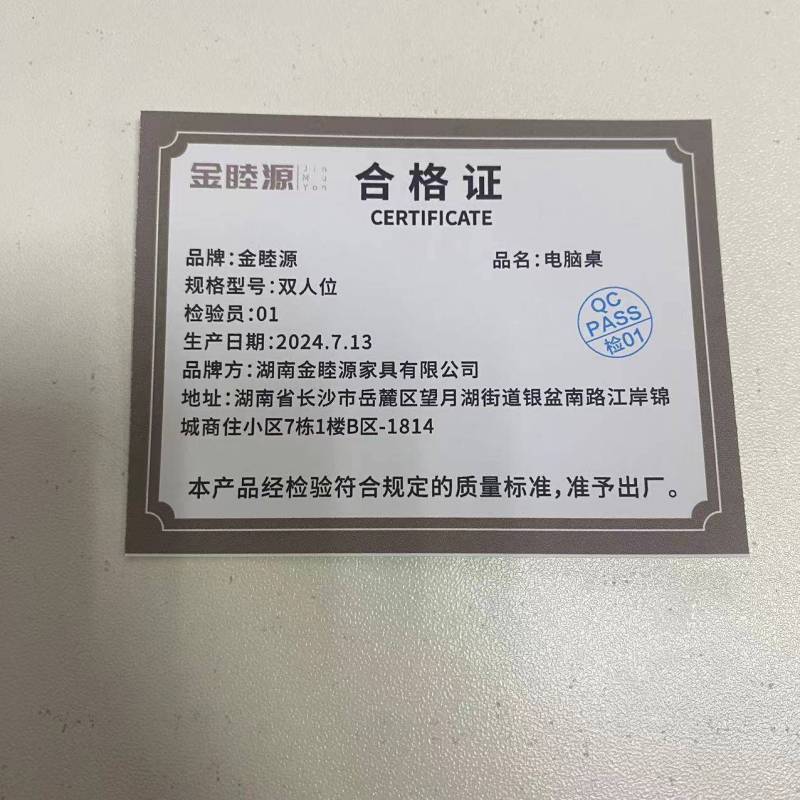 金睦源 Jin Mu Yon
合格证
CERTIFICATE
品牌:金睦源 品名:电脑桌
规格型号:双人位
检验员:01
生产日期:2024.7.13
QC
PASS
检01
品牌方:湖南金睦源家具有限公司
地址:湖南省长沙市岳麓区望月湖街道银盆南路江岸锦
城商住小区7栋1楼B区-1814
本产品经检验符合规定的质量标准,准予出厂。